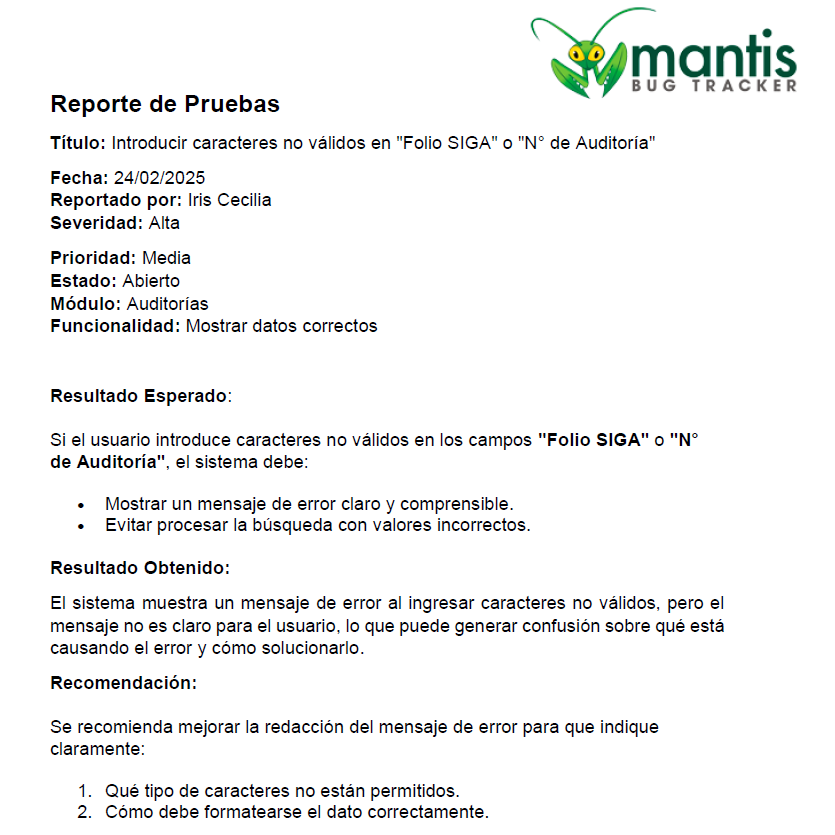 mantis
BUG TRACKER
Reporte de Pruebas
Título: Introducir caracteres no válidos en "Folio SIGA" o "N° de Auditoría"
Fecha: 24/02/2025
Reportado por: Iris Cecilia
Severidad: Alta
Prioridad: Media
Estado: Abierto
Módulo: Auditorías
Funcionalidad: Mostrar datos correctos
Resultado Esperado:
Si el usuario introduce caracteres no válidos en los campos "Folio SIGA" o "N°
de Auditoría", el sistema debe:
• Mostrar un mensaje de error claro y comprensible.
• Evitar procesar la búsqueda con valores incorrectos.
Resultado Obtenido:
El sistema muestra un mensaje de error al ingresar caracteres no válidos, pero el
mensaje no es claro para el usuario, lo que puede generar confusión sobre qué está
causando el error y cómo solucionarlo.
Recomendación:
Se recomienda mejorar la redacción del mensaje de error para que indique
claramente:
1. Qué tipo de caracteres no están permitidos.
2. Cómo debe formatearse el dato correctamente.